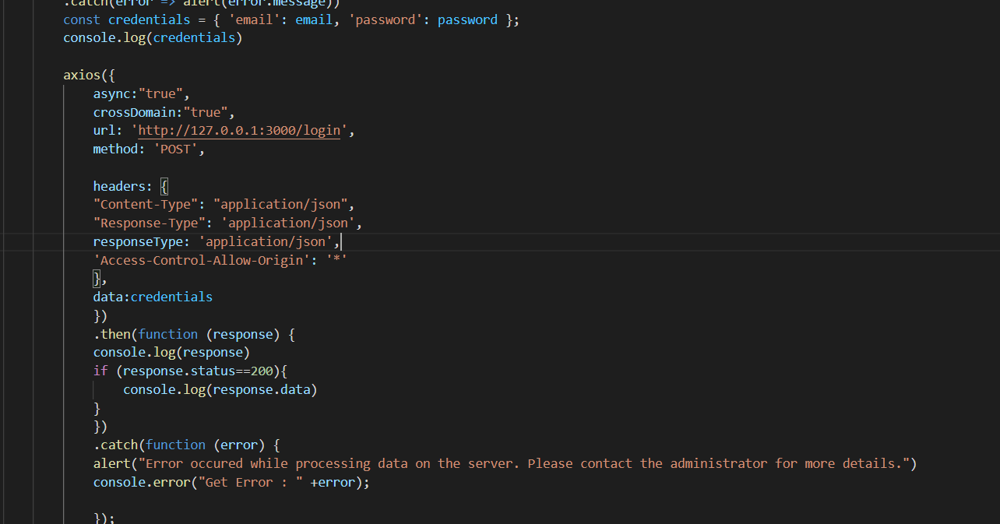 .catch(error => alert(error.message))
const credentials = { 'email': email, 'password': password };
console.log(credentials)
axios({
async:"true",
crossDomain:"true",
url: 'http://127.0.0.1:3000/login',
method: 'POST',
headers: {
"Content-Type": "application/json",
"Response-Type": 'application/json',
responseType: 'application/json',
'Access-Control-Allow-Origin': '*'
},
data:credentials
})
.then(function (response) {
console.log(response)
if (response.status==200){
console.log(response.data)
}
})
.catch(function (error) {
alert("Error occured while processing data on the server. Please contact the administrator for more details.")
console.error("Get Error : " +error);
});